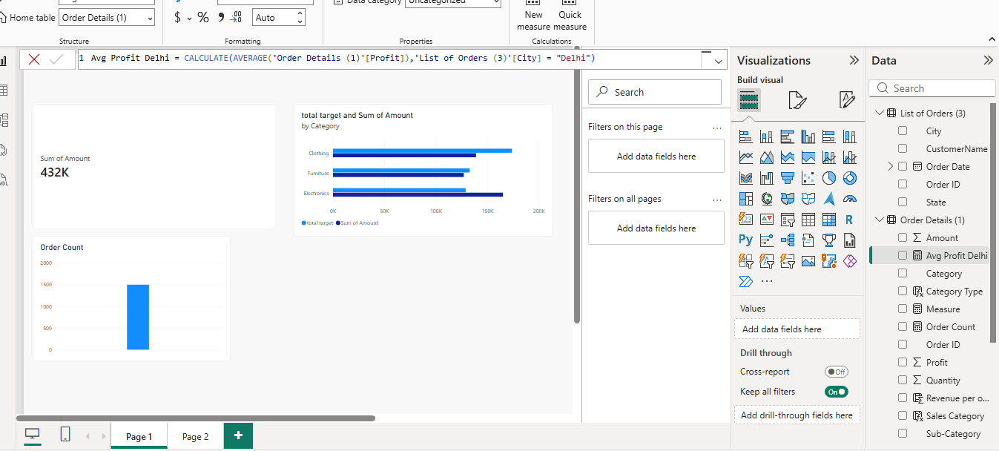 Data category Uncategorized
Home table Order Details (1)
$ % Auto
New measure
Quick measure
Structure
Formatting
Properties
Calculations
1 Avg Profit Delhi = CALCULATE(AVERAGE('Order Details (1)'[Profit]),'List of Orders (3)'[City] = "Delhi")
Sum of Amount
432K
total target and Sum of Amount
by Category
Clothing
Furniture
Electronics
0K 50K 100K 150K 200K
total target Sum of Amount
Order Count
2000
1500
1000
500
0
Page 1
Page 2
+
Search
Filters on this page ...
Add data fields here
Filters on all pages ...
Add data fields here
Visualizations
Build visual
123
R
Py
...
Values
Add data fields here
Drill through
Cross-report Off
Keep all filters On
Add drill-through fields here
Data
Search
List of Orders (3)
City
CustomerName
Order Date
Order ID
State
Order Details (1)
Σ Amount
Avg Profit Delhi
Category
Category Type
Measure
Order Count
Order ID
Σ Profit
Σ Quantity
Revenue per o...
Sales Category
Sub-Category